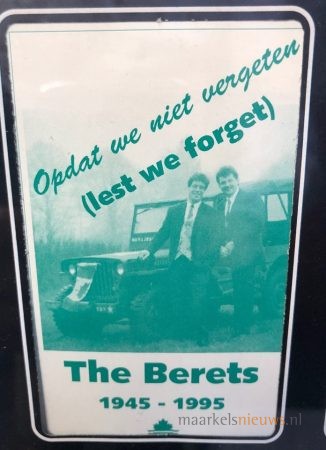 Opdat we niet vergeten
(lest we forget)
The Berets
1945 - 1995
maarkelsnieuws.nl